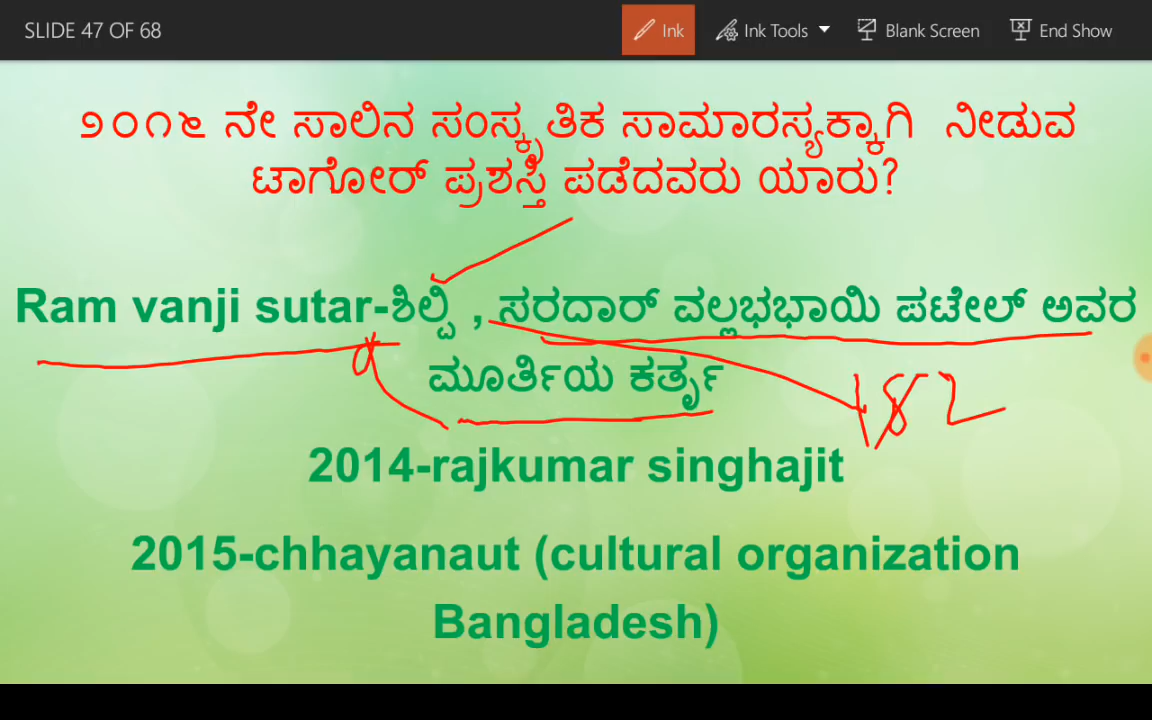 SLIDE 47 OF 68
Ink Ink Tools Blank Screen End Show
೨೦೧೬ ನೇ ಸಾಲಿನ ಸಂಸ್ಕೃತಿಕ ಸಾಮಾರಸ್ಯಕ್ಕಾಗಿ ನೀಡುವ
ಟಾಗೋರ್ ಪ್ರಶಸ್ತಿ ಪಡೆದವರು ಯಾರು?
Ram vanji sutar-ಶಿಲ್ಪಿ , ಸರದಾರ್ ವಲ್ಲಭಭಾಯಿ ಪಟೇಲ್ ಅವರ
ಮೂರ್ತಿಯ ಕರ್ತೃ
182
2014-rajkumar singhajit
2015-chhayanaut (cultural organization
Bangladesh)